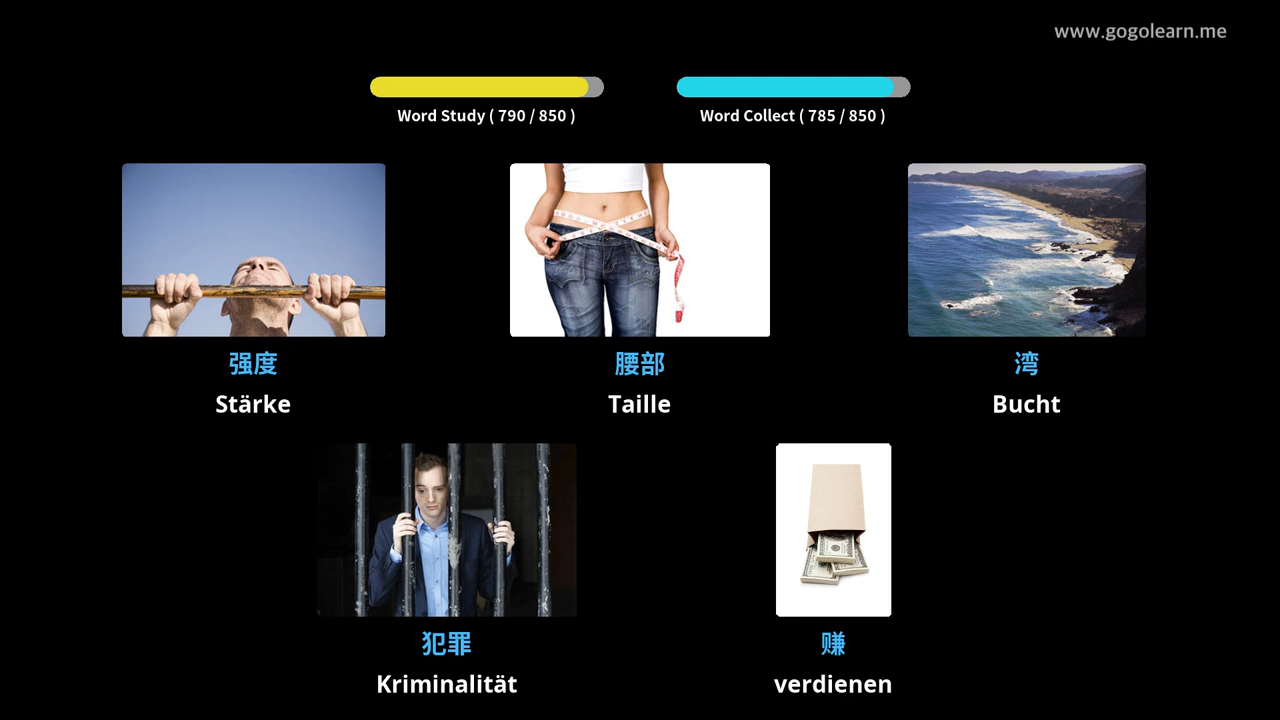 www.gogolearn.me
Word Study ( 790 / 850 )
Word Collect ( 785 / 850 )
强度
腰部
湾
Stärke
Taille
Bucht
犯罪
赚
Kriminalität
verdienen